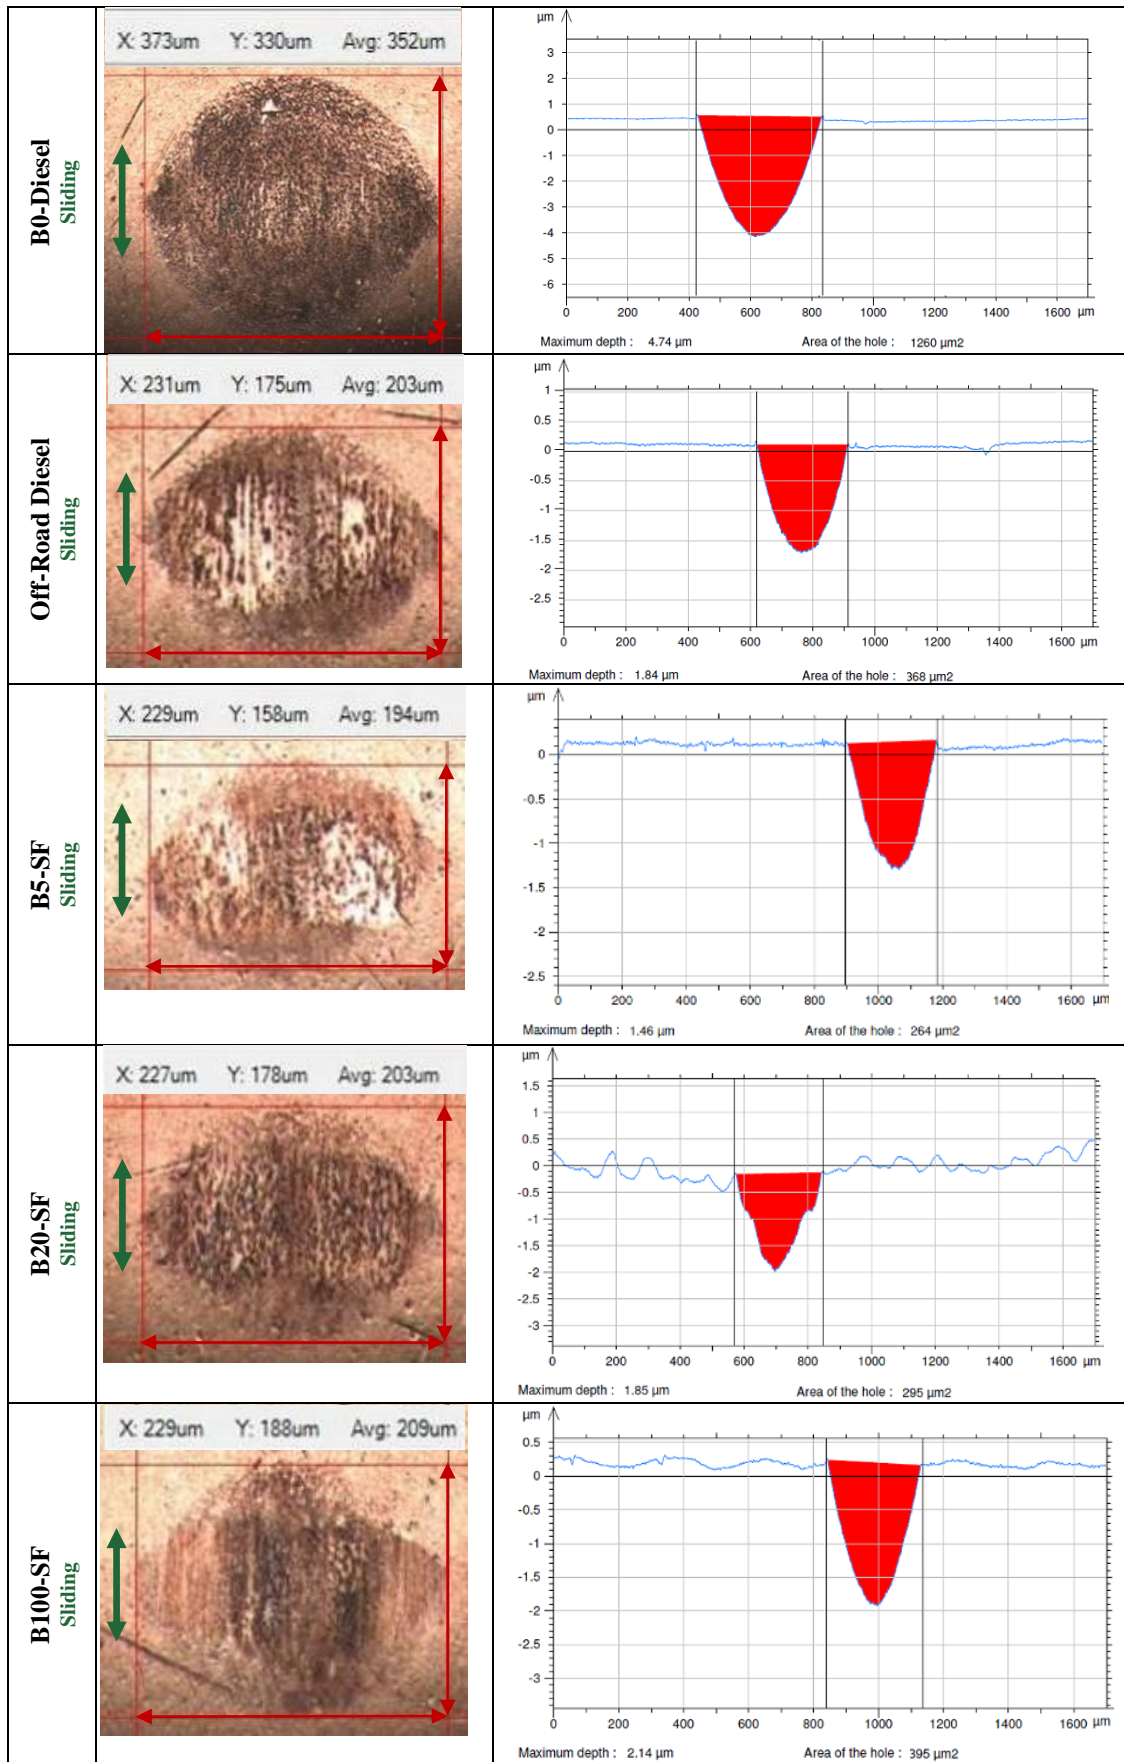 B0-Diesel
Sliding
X: 373um Y: 330um Avg: 352um
µm
3
2
1
0
-1
-2
-3
-4
-5
-6
0 200 400 600 800 1000 1200 1400 1600 µm
Maximum depth : 4.74 µm Area of the hole : 1260 µm2
Off-Road Diesel
Sliding
X: 231um Y: 175um Avg: 203um
µm
1
0.5
0
-0.5
-1
-1.5
-2
-2.5
0 200 400 600 800 1000 1200 1400 1600 µm
Maximum depth : 1.84 µm Area of the hole : 368 µm2
B5-SF
Sliding
X: 229um Y: 158um Avg: 194um
µm
0
-0.5
-1
-1.5
-2
-2.5
0 200 400 600 800 1000 1200 1400 1600 µm
Maximum depth : 1.46 µm Area of the hole : 264 µm2
B20-SF
Sliding
X: 227um Y: 178um Avg: 203um
µm
1.5
1
0.5
0
-0.5
-1
-1.5
-2
-2.5
-3
0 200 400 600 800 1000 1200 1400 1600 µm
Maximum depth : 1.85 µm Area of the hole : 295 µm2
B100-SF
Sliding
X: 229um Y: 188um Avg: 209um
µm
0.5
0
-0.5
-1
-1.5
-2
-2.5
-3
0 200 400 600 800 1000 1200 1400 1600 µm
Maximum depth : 2.14 µm Area of the hole : 395 µm2